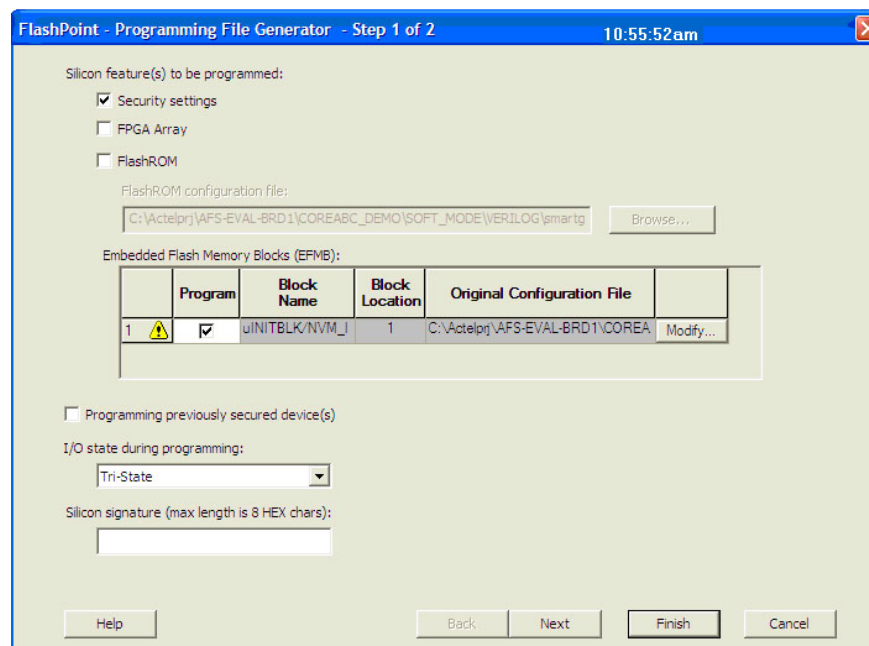 FlashPoint - Programming File Generator - Step 1 of 2 10:55:52am
Silicon feature(s) to be programmed:
Security settings
FPGA Array
FlashROM
FlashROM configuration file:
C:\Actelprj\AFS-EVAL-BRD1\COREABC_DEMO\SOFT_MODE\VERILOG\smartg Browse...
Embedded Flash Memory Blocks (EFMB):
Program Block Name Block Location Original Configuration File
1 uINITBLK/NVM_I 1 C:\Actelprj\AFS-EVAL-BRD1\COREA Modify...
Programming previously secured device(s)
I/O state during programming:
Tri-State
Silicon signature (max length is 8 HEX chars):
Help Back Next Finish Cancel